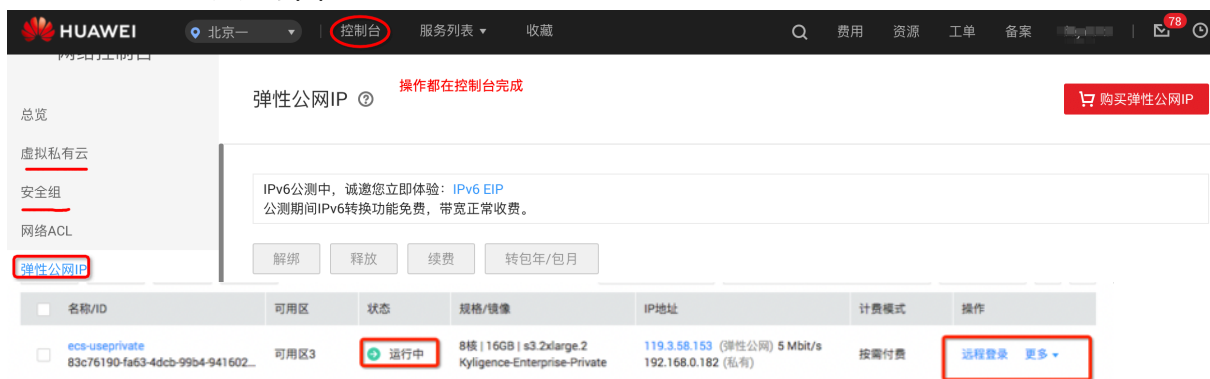 HUAWEI 北京一 控制台 服务列表 收藏 费用 资源 工单 备案 78
网络控制台
弹性公网IP 操作都在控制台完成 购买弹性公网IP
总览
虚拟私有云
安全组
网络ACL
弹性公网IP
IPv6公测中，诚邀您立即体验：IPv6 EIP
公测期间IPv6转换功能免费，带宽正常收费。
解绑 释放 续费 转包年/包月
名称/ID 可用区 状态 规格/镜像 IP地址 计费模式 操作
ecs-useprivate 可用区3 运行中 8核 | 16GB | s3.2xlarge.2 119.3.58.153 (弹性公网) 5 Mbit/s 按需付费 远程登录 更多
83c76190-fa63-4dcb-99b4-941602... Kyligence-Enterprise-Private 192.168.0.182 (私有)